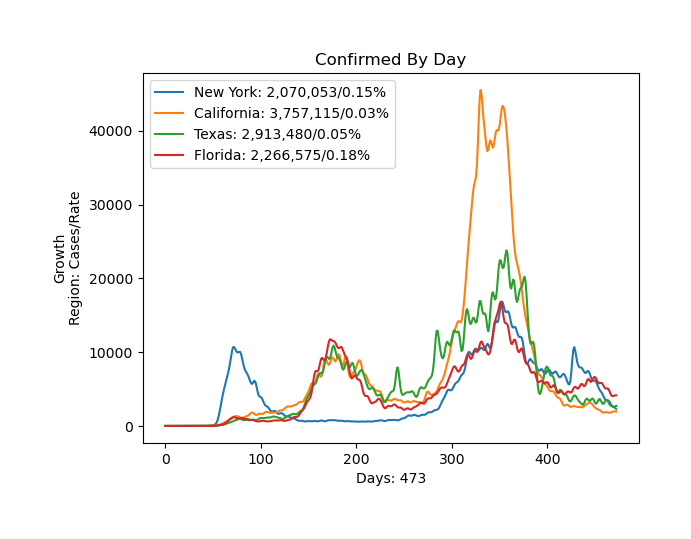 Confirmed By Day
New York: 2,070,053/0.15%
California: 3,757,115/0.03%
Texas: 2,913,480/0.05%
Florida: 2,266,575/0.18%
Growth
Region: Cases/Rate
40000
30000
20000
10000
0
0 100 200 300 400
Days: 473